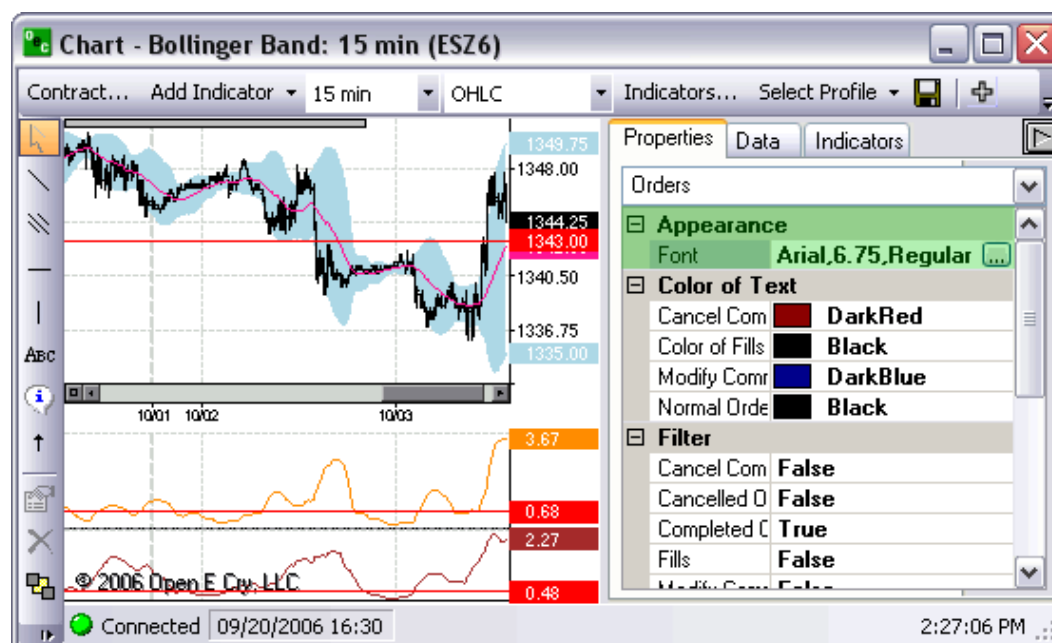 Oec Chart - Bollinger Band: 15 min (ESZ6)
Contract... Add Indicator 15 min OHLC Indicators... Select Profile
Properties Data Indicators
Orders
Appearance
Font Arial,6.75,Regular ...
Color of Text
Cancel Com DarkRed
Color of Fills Black
Modify Comr DarkBlue
Normal Orde Black
Filter
Cancel Com False
Cancelled O False
Completed C True
Fills False
1349.75
1348.00
1344.25
1343.00
1340.50
1336.75
1335.00
ABC
10/01 10/02 10/03
3.67
0.68
2.27
0.48
© 2006 Open E Cry, LLC
Connected 09/20/2006 16:30 2:27:06 PM